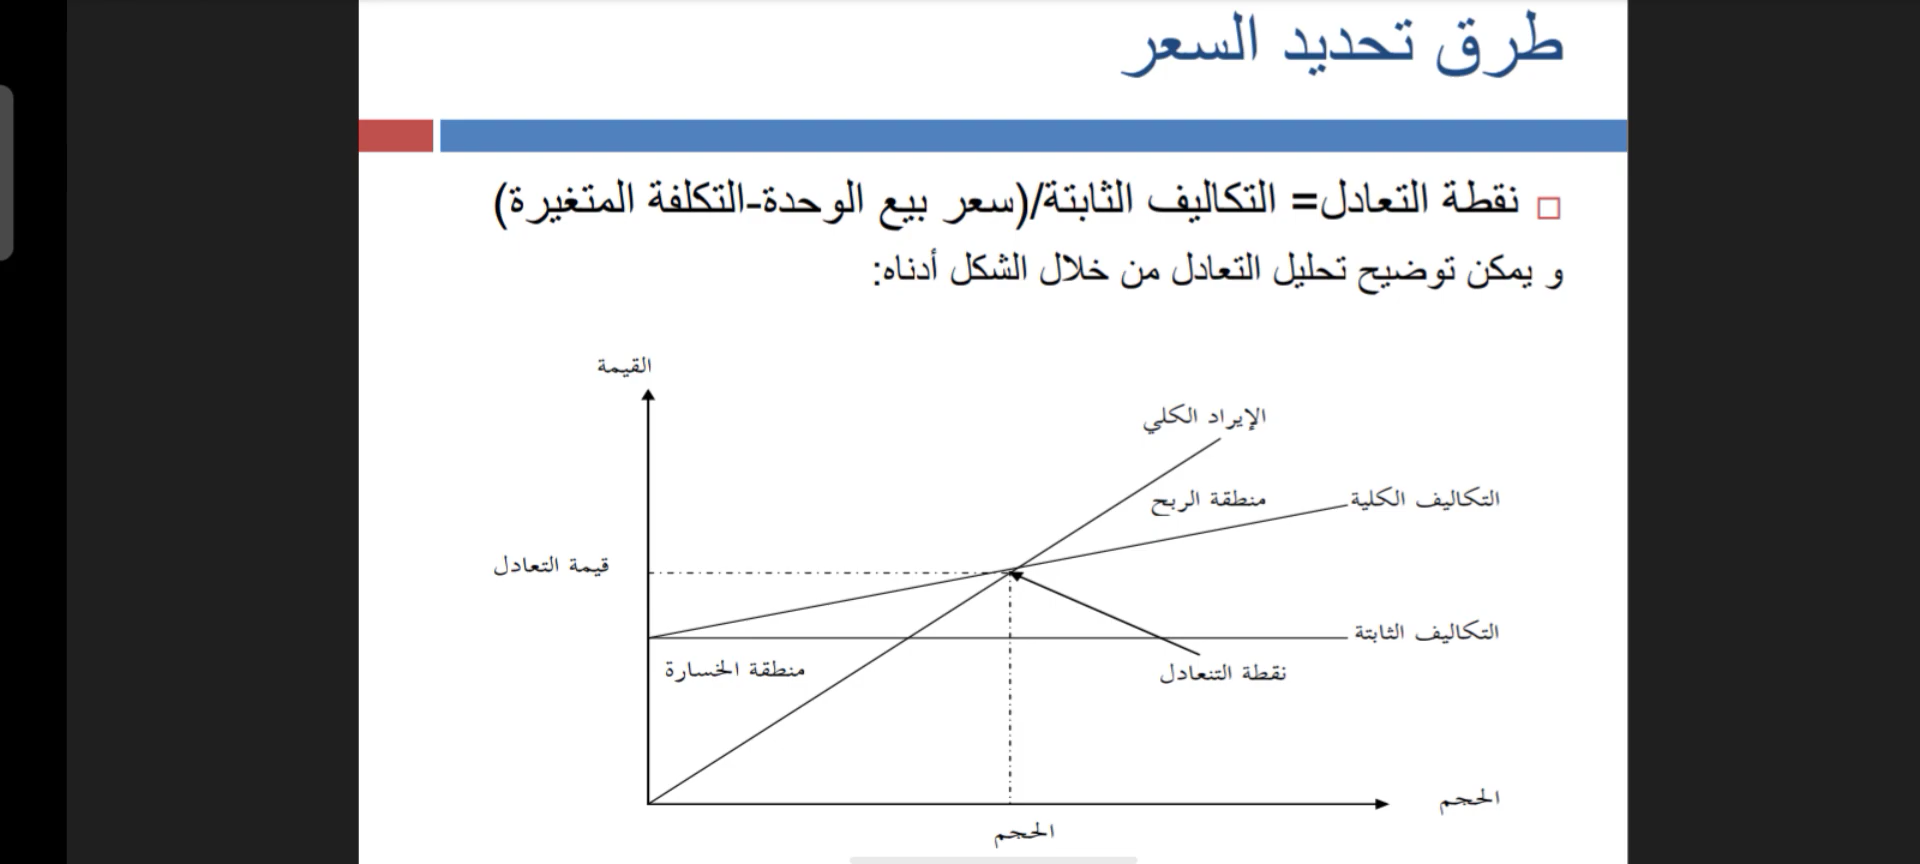 طرق تحديد السعر
نقطة التعادل= التكاليف الثابتة/(سعر بيع الوحدة-التكلفة المتغيرة)
و يمكن توضيح تحليل التعادل من خلال الشكل أدناه:
القيمة
الإيراد الكلي
منطقة الربح
التكاليف الكلية
قيمة التعادل
التكاليف الثابتة
منطقة الخسارة
نقطة التنعادل
الحجم
الحجم